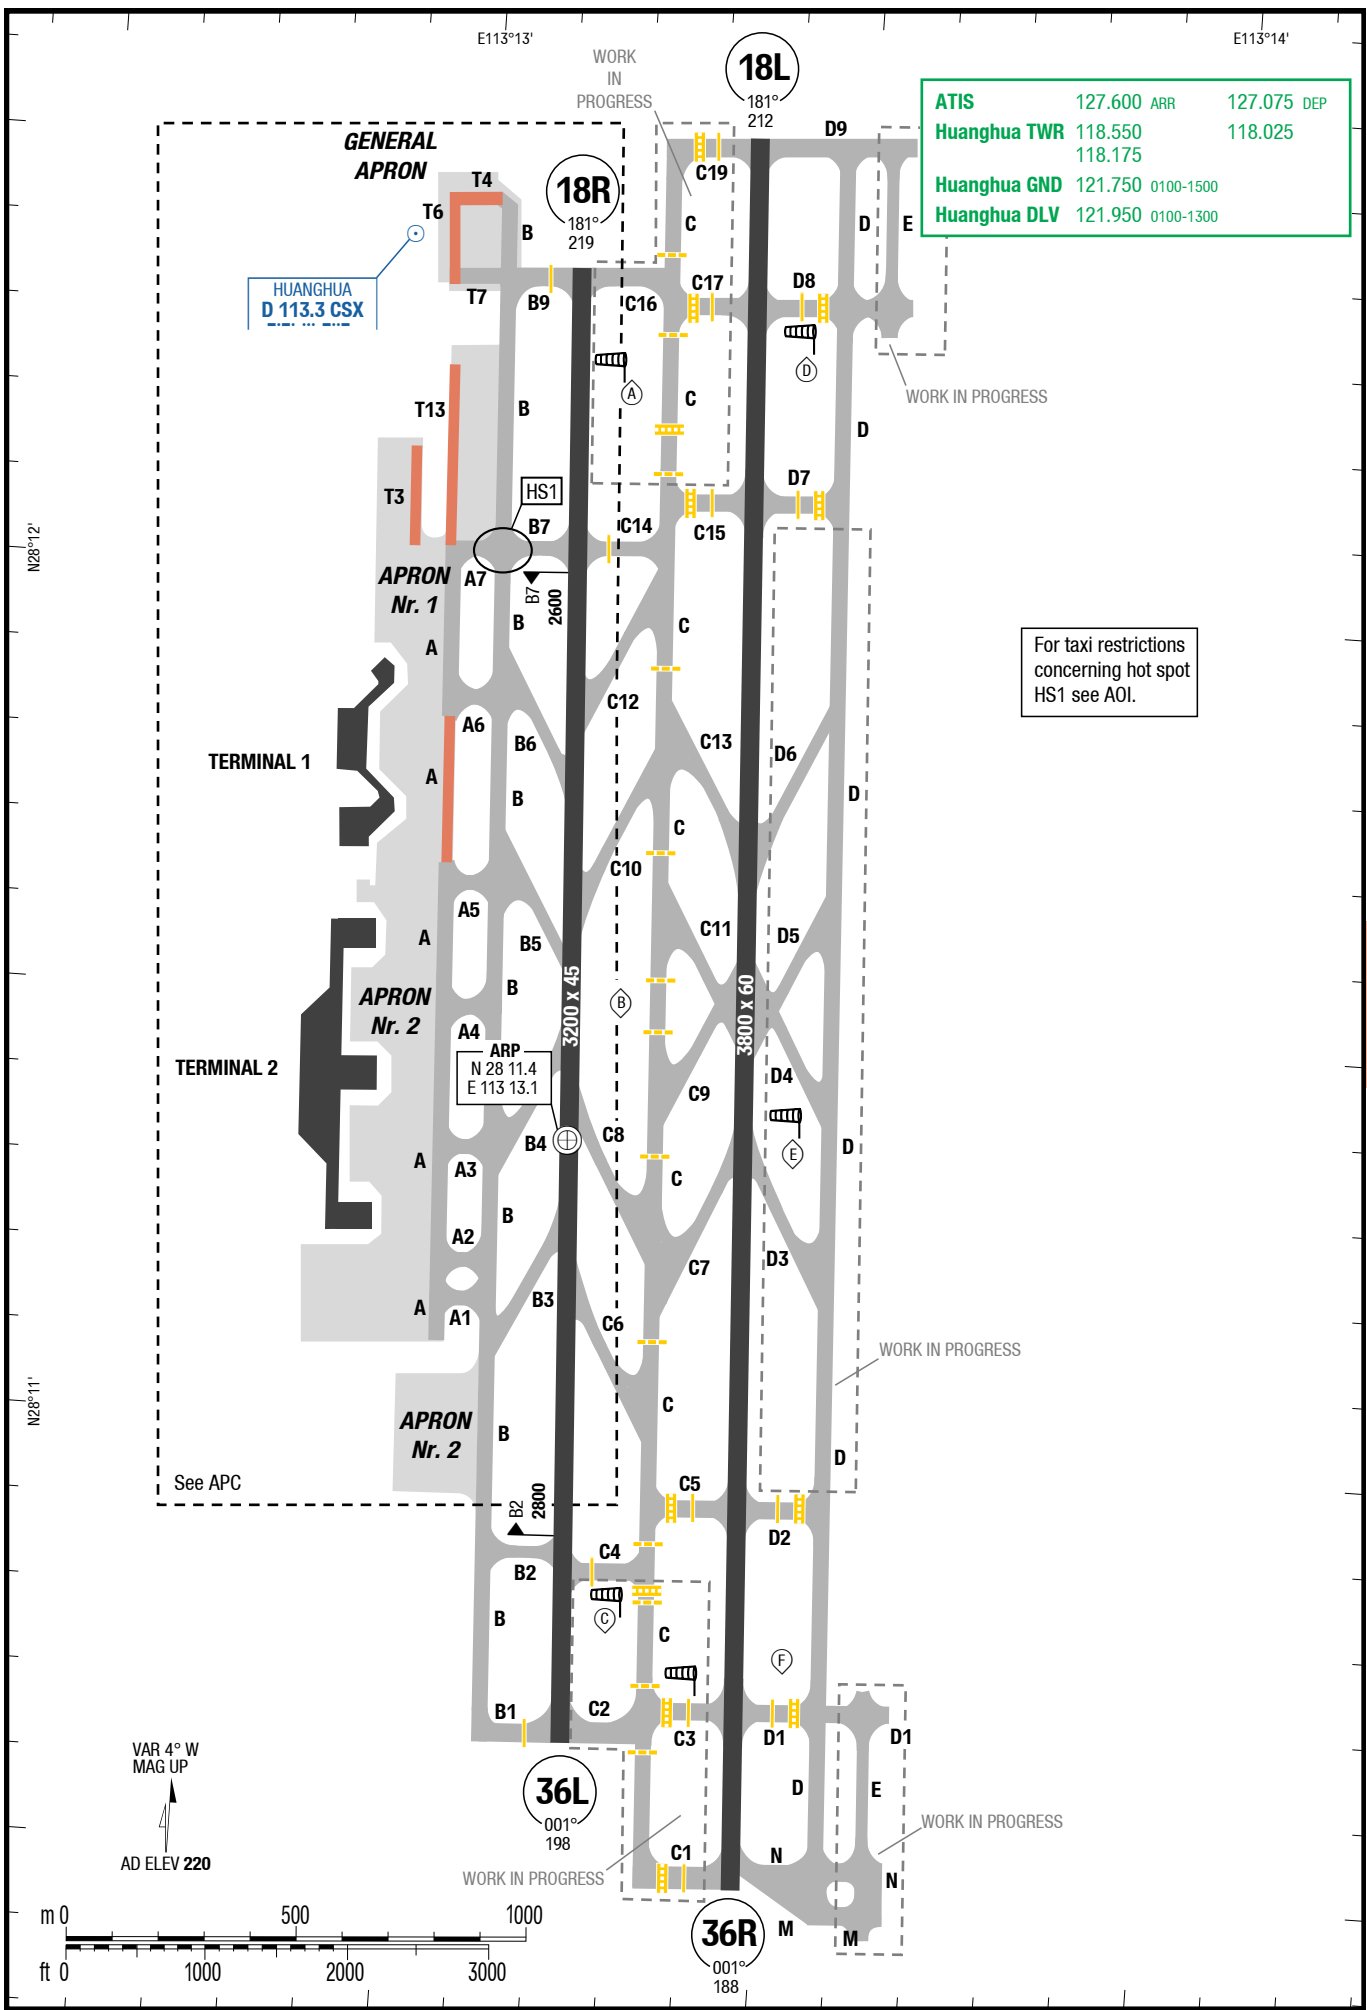 E113°13'
E113°14'
WORK
IN
PROGRESS
18L
181°
212
ATIS 127.600 ARR 127.075 DEP
Huanghua TWR 118.550 118.025
118.175
Huanghua GND 121.750 0100-1500
Huanghua DLV 121.950 0100-1300
GENERAL
APRON
18R
181°
219
D9
C19
T4
T6
B
C
D
E
HUANGHUA
D 113.3 CSX
T7
B9
C16
C17
D8
A
D
WORK IN PROGRESS
T13
B
C
D
T3
HS1
D7
N28°12'
B7
C14
C15
APRON
Nr. 1
A7
B7
2600
B
C
A
For taxi restrictions
concerning hot spot
HS1 see AOI.
C12
A6
B6
C13
D6
TERMINAL 1
A
B
D
C
C10
A5
C11
A
B5
D5
APRON
Nr. 2
B
3200 x 45
B
3800 x 60
A4
ARP
N 28 11.4
E 113 13.1
TERMINAL 2
D4
C9
C8
B4
E
D
A
A3
C
B
A2
D3
C7
B3
A
A1
C6
WORK IN PROGRESS
N28°11'
C
APRON
Nr. 2
B
D
See APC
B2
2800
C5
D2
C4
B2
B
C
C
F
B1
C2
C3
D1
D1
VAR 4° W
MAG UP
36L
001°
198
D
E
WORK IN PROGRESS
AD ELEV 220
C1
N
N
WORK IN PROGRESS
M
M
36R
001°
188
m 0 500 1000
ft 0 1000 2000 3000